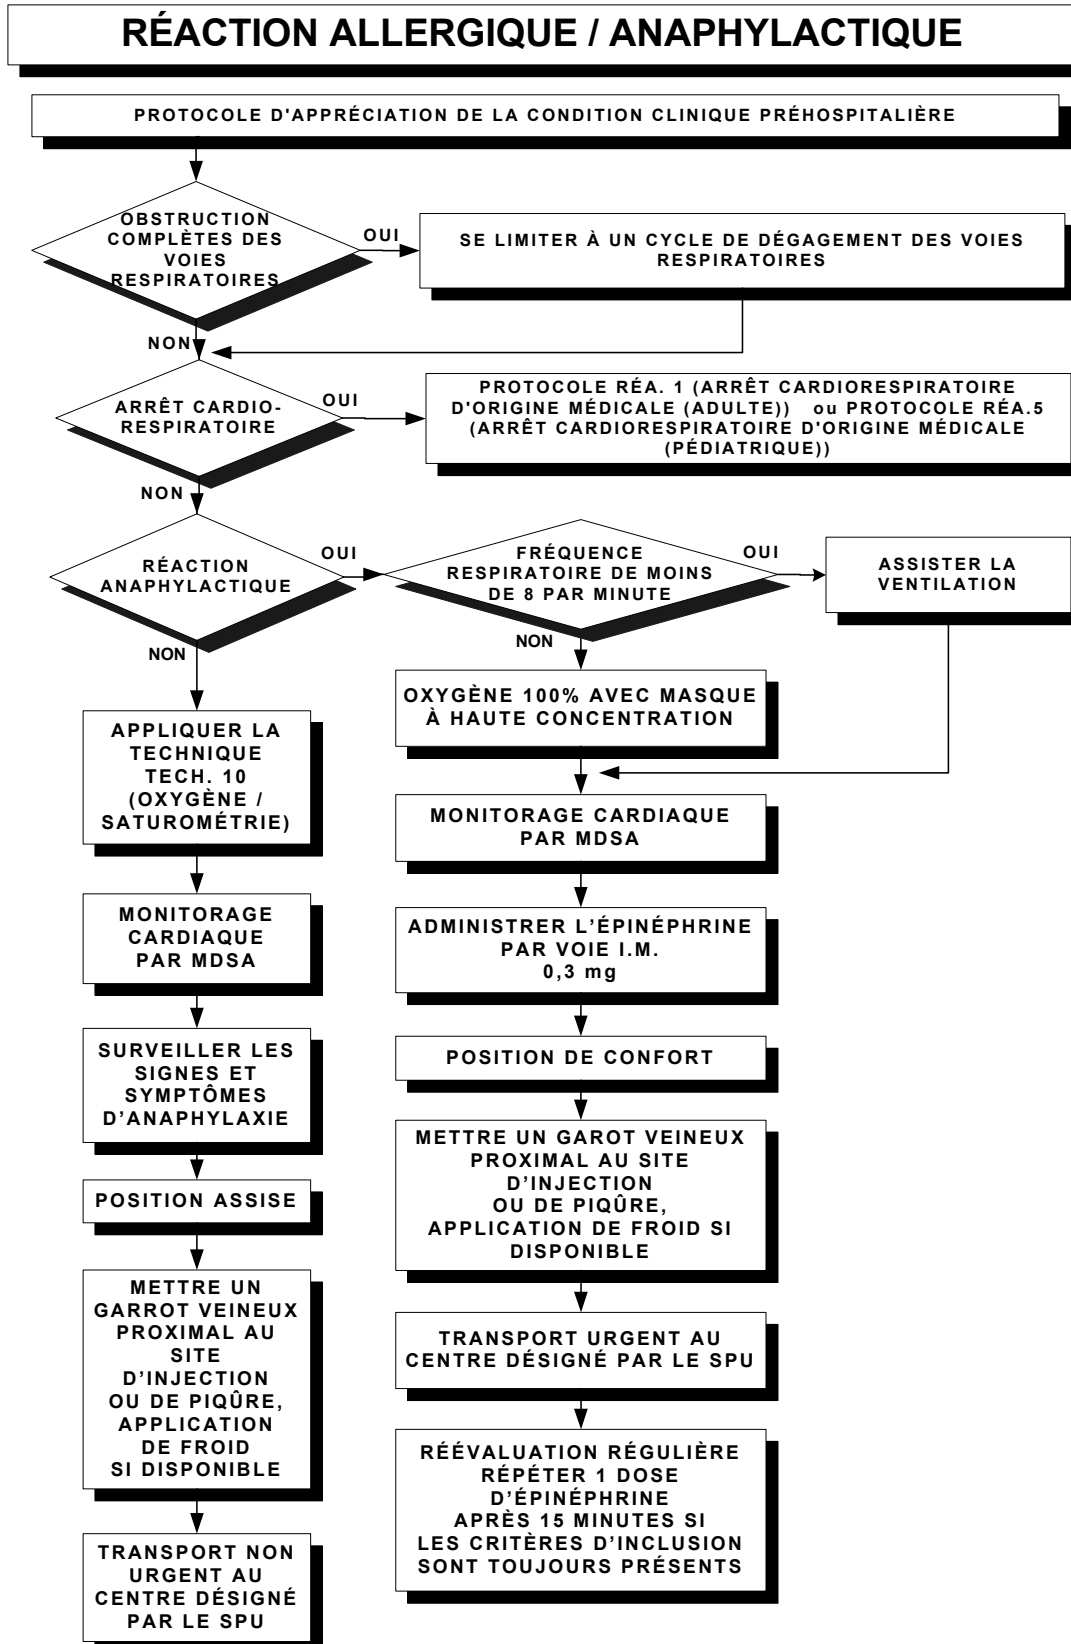 RÉACTION ALLERGIQUE / ANAPHYLACTIQUE
PROTOCOLE D'APPRÉCIATION DE LA CONDITION CLINIQUE PRÉHOSPITALIÈRE
OBSTRUCTION
COMPLÈTES DES
VOIES
RESPIRATOIRES
OUI
SE LIMITER À UN CYCLE DE DÉGAGEMENT DES VOIES
RESPIRATOIRES
NON
ARRÊT CARDIO-
RESPIRATOIRE
OUI
PROTOCOLE RÉA. 1 (ARRÊT CARDIORESPIRATOIRE
D'ORIGINE MÉDICALE (ADULTE)) ou PROTOCOLE RÉA.5
(ARRÊT CARDIORESPIRATOIRE D'ORIGINE MÉDICALE
(PÉDIATRIQUE))
NON
RÉACTION
ANAPHYLACTIQUE
OUI
FRÉQUENCE
RESPIRATOIRE DE MOINS
DE 8 PAR MINUTE
OUI
ASSISTER LA
VENTILATION
NON
NON
OXYGÈNE 100% AVEC MASQUE
À HAUTE CONCENTRATION
MONITORAGE CARDIAQUE
PAR MDSA
ADMINISTRER L’ÉPINÉPHRINE
PAR VOIE I.M.
0,3 mg
POSITION DE CONFORT
METTRE UN GAROT VEINEUX
PROXIMAL AU SITE
D’INJECTION
OU DE PIQÛRE,
APPLICATION DE FROID SI
DISPONIBLE
TRANSPORT URGENT AU
CENTRE DÉSIGNÉ PAR LE SPU
RÉÉVALUATION RÉGULIÈRE
RÉPÉTER 1 DOSE
D’ÉPINÉPHRINE
APRÈS 15 MINUTES SI
LES CRITÈRES D’INCLUSION
SONT TOUJOURS PRÉSENTS
APPLIQUER LA
TECHNIQUE
TECH. 10
(OXYGÈNE /
SATUROMÉTRIE)
MONITORAGE
CARDIAQUE
PAR MDSA
SURVEILLER LES
SIGNES ET
SYMPTÔMES
D’ANAPHYLAXIE
POSITION ASSISE
METTRE UN
GARROT VEINEUX
PROXIMAL AU
SITE
D’INJECTION
OU DE PIQÛRE,
APPLICATION
DE FROID
SI DISPONIBLE
TRANSPORT NON
URGENT AU
CENTRE DÉSIGNÉ
PAR LE SPU